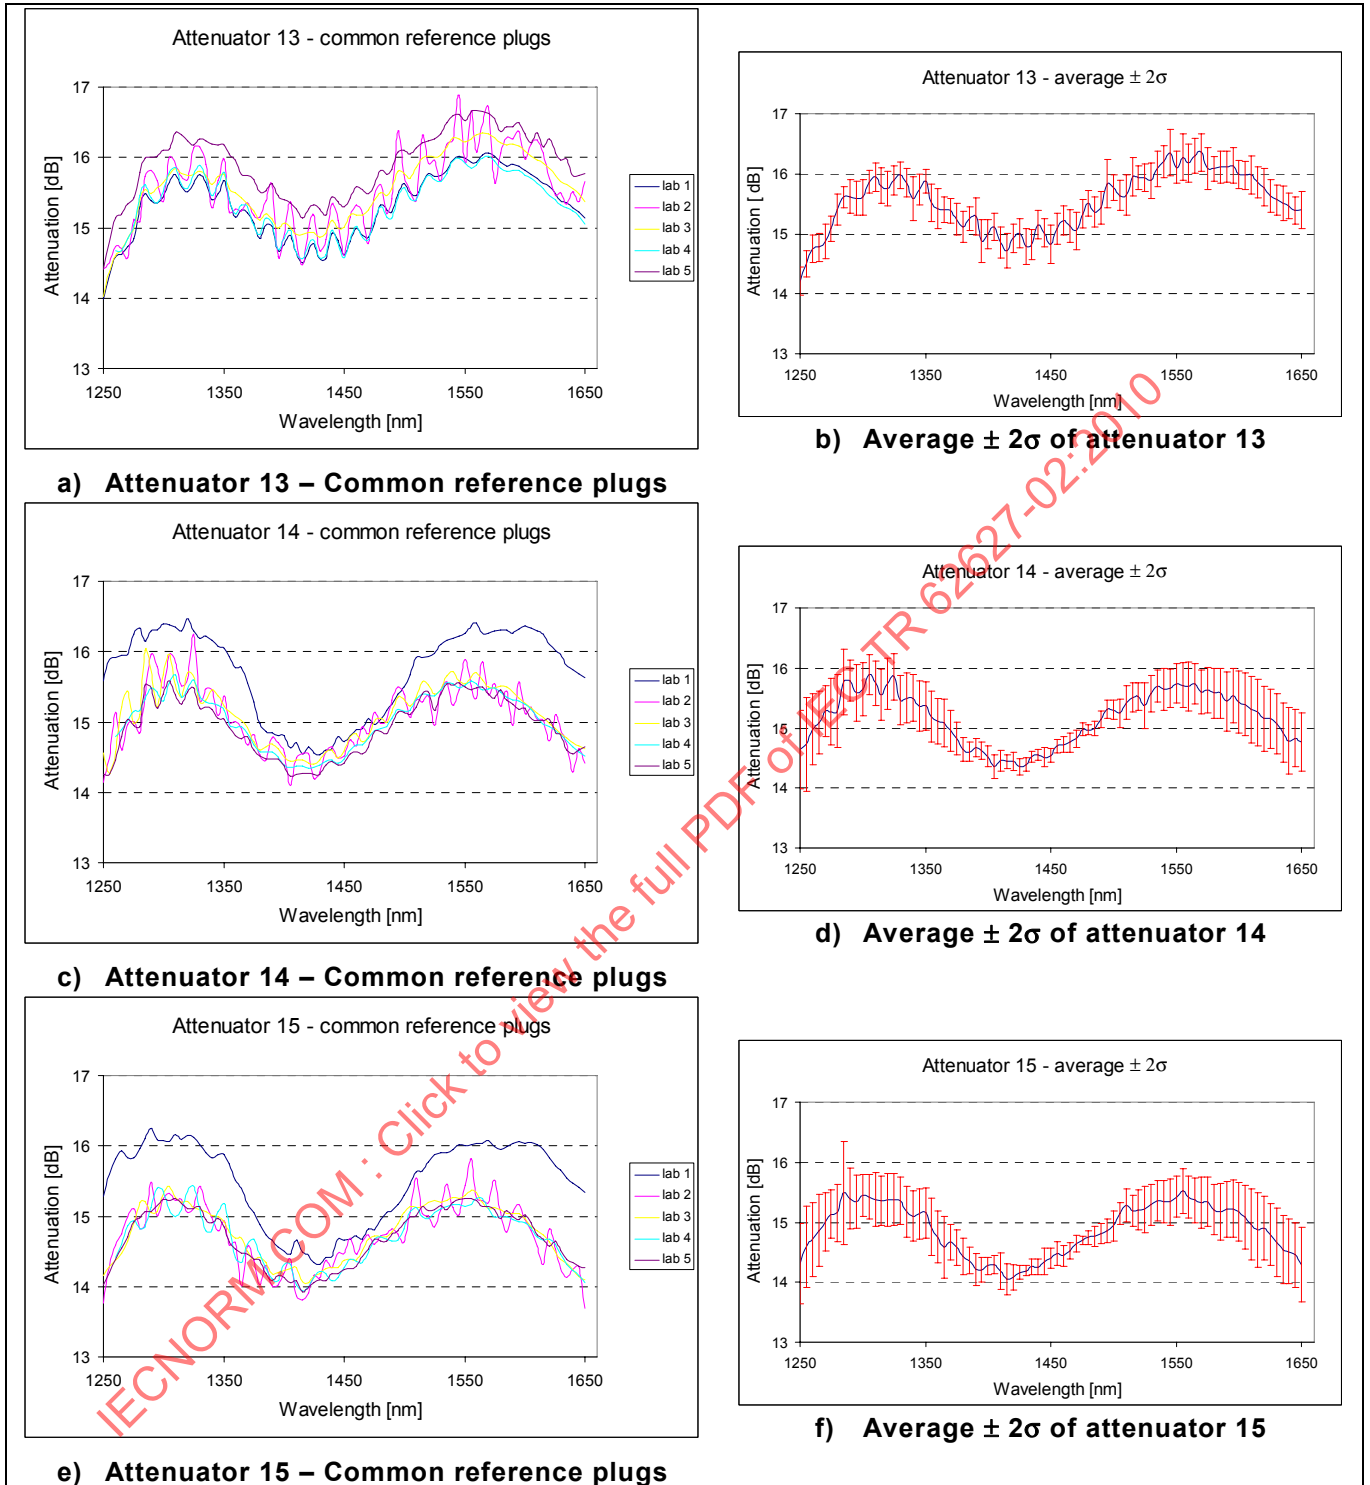 Attenuator 13 - common reference plugs
Attenuation [dB]
17
16
15
14
13
1250 1350 1450 1550 1650
Wavelength [nm]
lab 1
lab 2
lab 3
lab 4
lab 5
a) Attenuator 13 – Common reference plugs
Attenuator 13 - average ± 2σ
Attenuation [ dB]
17
16
15
14
13
1250 1350 1450 1550 1650
Wavelength [nm]
b) Average ± 2σ of attenuator 13
Attenuator 14 - common reference plugs
Attenuation [dB]
17
16
15
14
13
1250 1350 1450 1550 1650
Wavelength [nm]
lab 1
lab 2
lab 3
lab 4
lab 5
c) Attenuator 14 – Common reference plugs
Attenuator 14 - average ± 2σ
Attenuation [dB]
17
16
15
14
13
1250 1350 1450 1550 1650
Wavelength [nm]
d) Average ± 2σ of attenuator 14
Attenuator 15 - common reference plugs
Attenuation [dB]
17
16
15
14
13
1250 1350 1450 1550 1650
Wavelength [nm]
lab 1
lab 2
lab 3
lab 4
lab 5
e) Attenuator 15 – Common reference plugs
Attenuator 15 - average ± 2σ
Attenuation [dB]
17
16
15
14
13
1250 1350 1450 1550 1650
Wavelength [nm]
f) Average ± 2σ of attenuator 15
IECNORM.COM : Click to view the full PDF of IEC TR 62627-02:2010